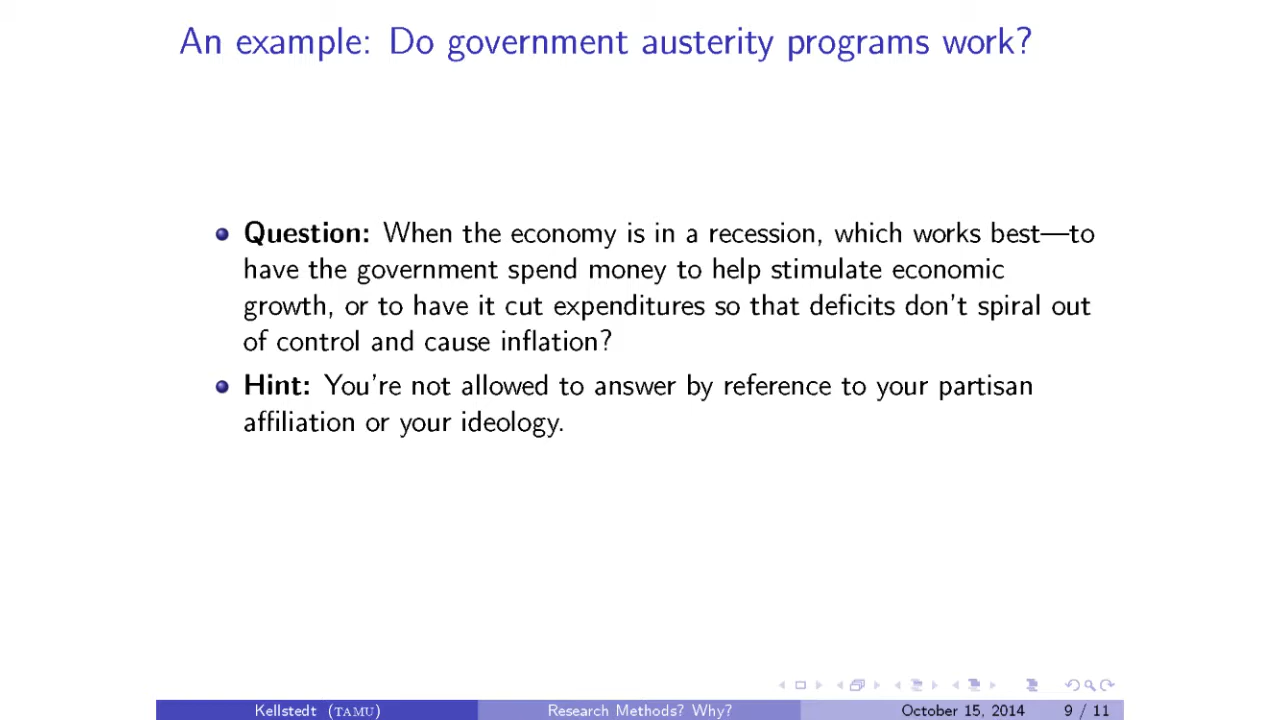 An example: Do government austerity programs work?
Question: When the economy is in a recession, which works best—to
have the government spend money to help stimulate economic
growth, or to have it cut expenditures so that deficits don't spiral out
of control and cause inflation?
Hint: You're not allowed to answer by reference to your partisan
affiliation or your ideology.
Kellstedt (TAMU) Research Methods? Why? October 15, 2014 9 / 11